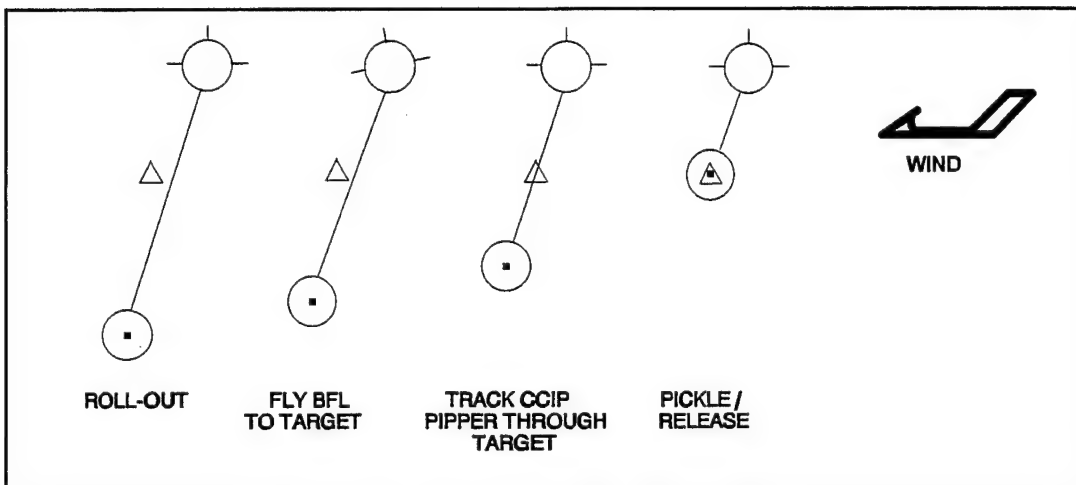 WIND
ROLL-OUT
FLY BFL
TO TARGET
TRACK CCIP
PIPPER THROUGH
TARGET
PICKLE /
RELEASE